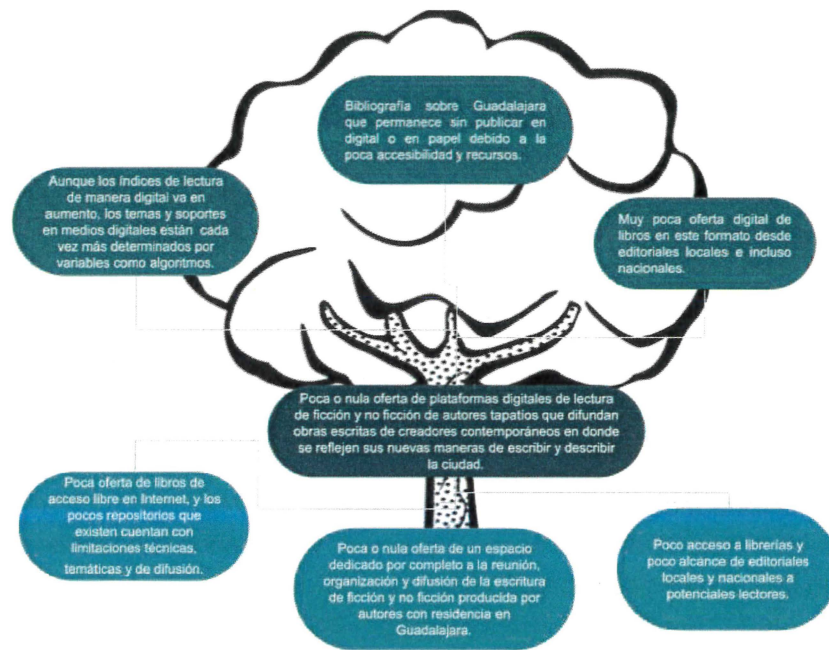 Bibliografía sobre Guadalajara
que permanece sin publicar en
digital o en papel debido a la
poca accesibilidad y recursos.
Aunque los índices de lectura
de manera digital va en
aumento, los temas y soportes
en medios digitales están cada
vez más determinados por
variables como algoritmos.
Muy poca oferta digital de
libros en este formato desde
editoriales locales e incluso
nacionales.
Poca o nula oferta de plataformas digitales de lectura
de ficción y no ficción de autores tapatíos que difundan
obras escritas de creadores contemporáneos en donde
se reflejen sus nuevas maneras de escribir y describir
la ciudad.
Poca oferta de libros de
acceso libre en Internet, y los
pocos repositorios que
existen cuentan con
limitaciones técnicas,
temáticas y de difusión.
Poca o nula oferta de un espacio
dedicado por completo a la reunión,
organización y difusión de la escritura
de ficción y no ficción producida por
autores con residencia en
Guadalajara.
Poco acceso a librerías y
poco alcance de editoriales
locales y nacionales a
potenciales lectores.